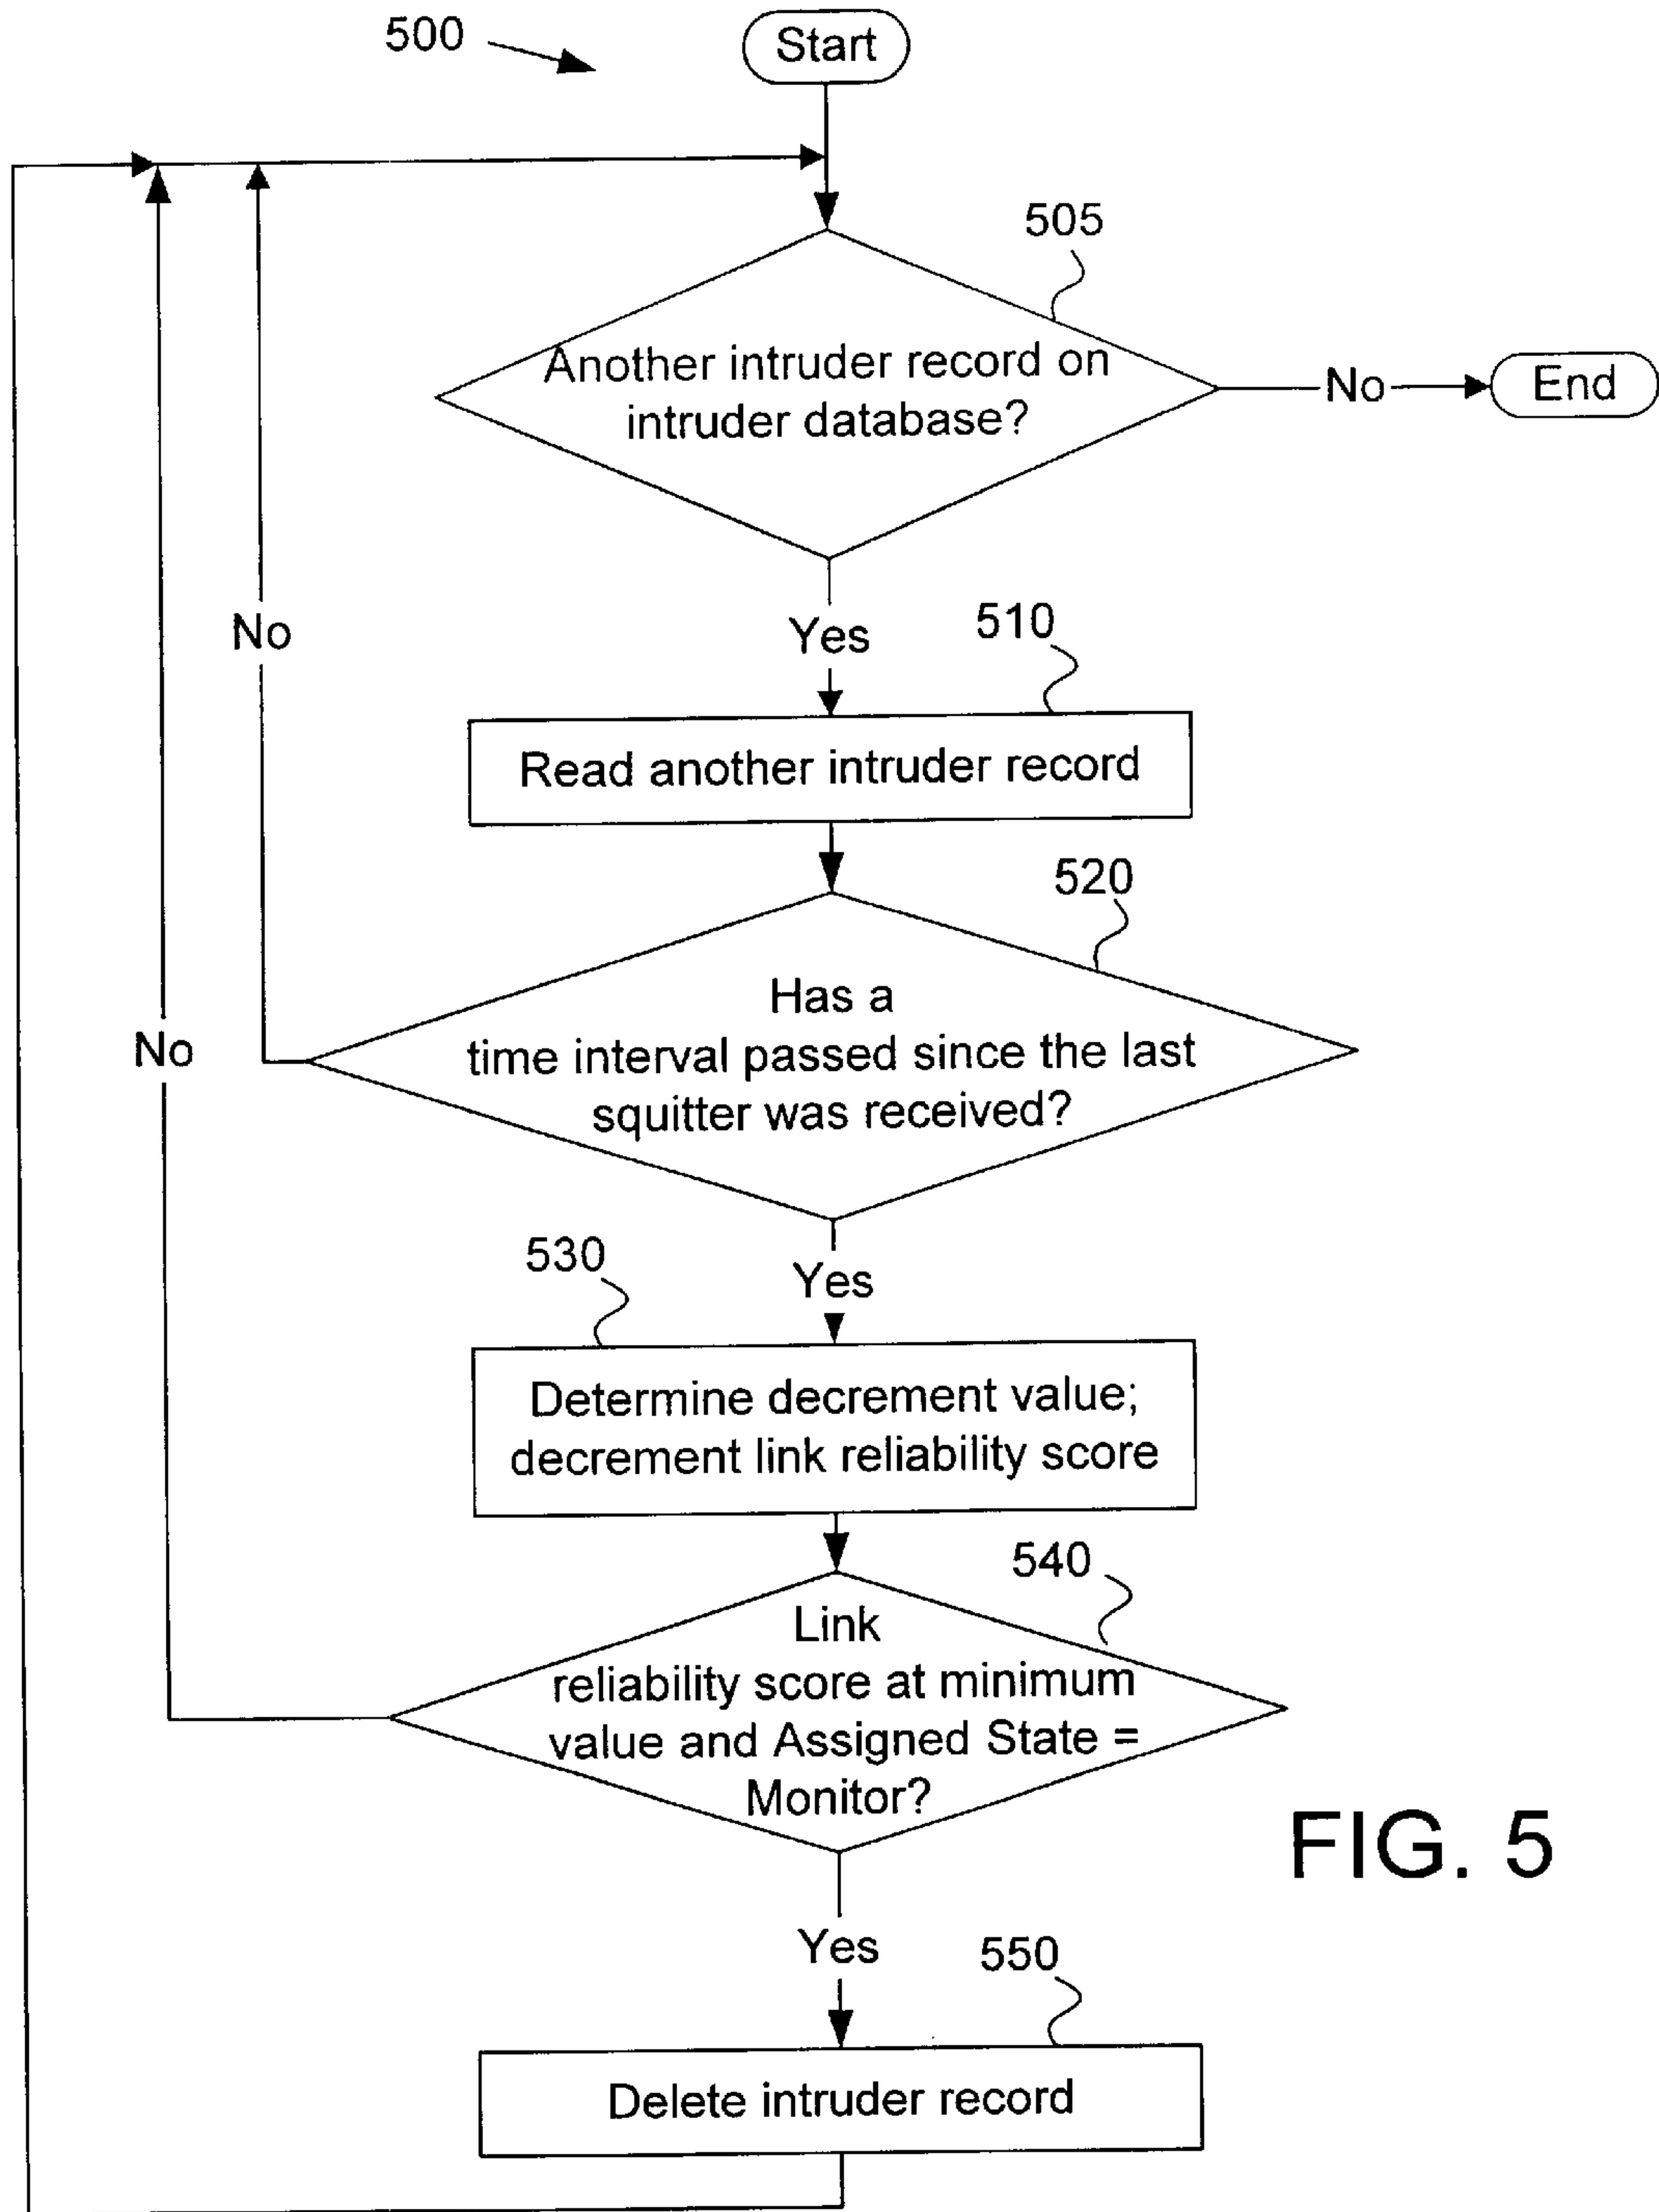 500
Start
505
Another intruder record on
intruder database?
No
End
Yes
510
Read another intruder record
No
520
Has a
time interval passed since the last
squitter was received?
No
Yes
530
Determine decrement value;
decrement link reliability score
540
Link
reliability score at minimum
value and Assigned State =
Monitor?
FIG. 5
Yes
550
Delete intruder record